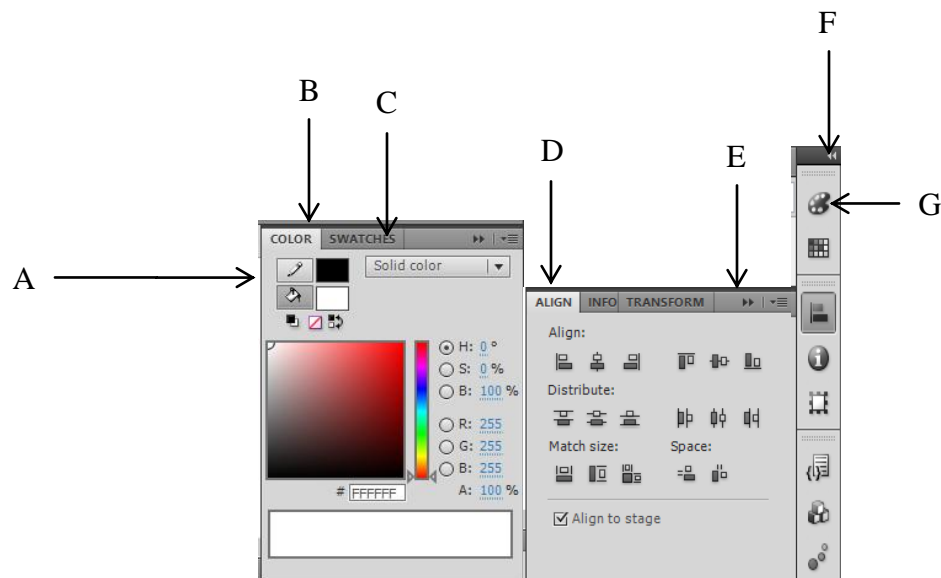 F
B
C
D
E
G
A
COLOR SWATCHES
Solid color
H: 0 °
S: 0 %
B: 100 %
R: 255
G: 255
B: 255
# FFFFFF A: 100 %
ALIGN INFO TRANSFORM
Align:
Distribute:
Match size: Space:
Align to stage